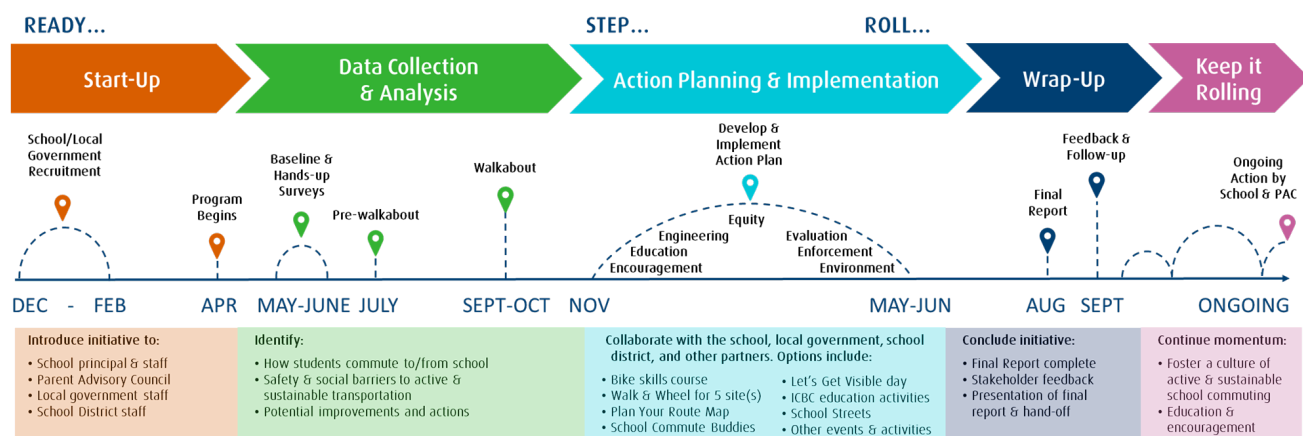 READY...
STEP...
ROLL...
Start-Up
Data Collection
& Analysis
Action Planning & Implementation
Wrap-Up
Keep it
Rolling
School/Local
Government
Recruitment
Program
Begins
Baseline &
Hands-up
Surveys
Pre-walkabout
Walkabout
Develop &
Implement
Action Plan
Equity
Engineering
Education
Encouragement
Evaluation
Enforcement
Environment
Final
Report
Feedback &
Follow-up
Ongoing
Action by
School & PAC
DEC - FEB
APR
MAY-JUNE
JULY
SEPT-OCT
NOV
MAY-JUN
AUG
SEPT
ONGOING
Introduce initiative to:
• School principal & staff
• Parent Advisory Council
• Local government staff
• School District staff
Identify:
• How students commute to/from school
• Safety & social barriers to active &
sustainable transportation
• Potential improvements and actions
Collaborate with the school, local government, school
district, and other partners. Options include:
• Bike skills course
• Walk & Wheel for 5 site(s)
• Plan Your Route Map
• School Commute Buddies
• Let's Get Visible day
• ICBC education activities
• School Streets
• Other events & activities
Conclude initiative:
• Final Report complete
• Stakeholder feedback
• Presentation of final
report & hand-off
Continue momentum:
• Foster a culture of
active & sustainable
school commuting
• Education &
encouragement